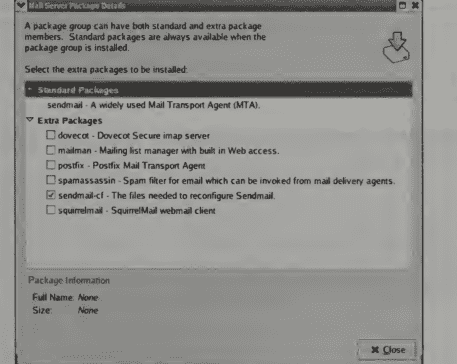 Mail Server Package Details
A package group can have both standard and extra package
members. Standard packages are always available when the
package group is installed.
Select the extra packages to be installed:
Standard Packages
sendmail - A widely used Mail Transport Agent (MTA).
Extra Packages
dovecot - Dovecot Secure imap server
mailman - Mailing list manager with built in Web access.
postfix - Postfix Mail Transport Agent
spamassassin - Spam filter for email which can be invoked from mail delivery agents.
sendmail-cf - The files needed to reconfigure Sendmail.
squirrelmail - SquirrelMail webmail client
Package Information
Full Name: None
Size: None
Close